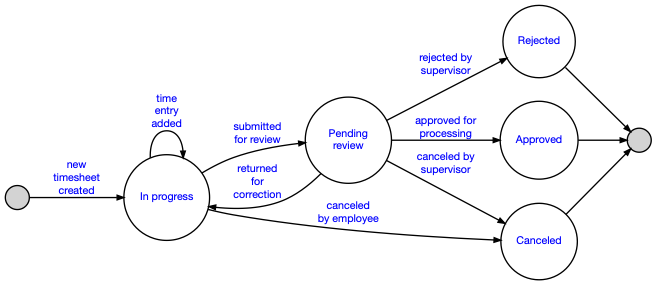 new
timesheet
created
time
entry
added
In progress
submitted
for review
returned
for
correction
canceled
by employee
Pending
review
rejected by
supervisor
approved for
processing
canceled by
supervisor
Rejected
Approved
Canceled